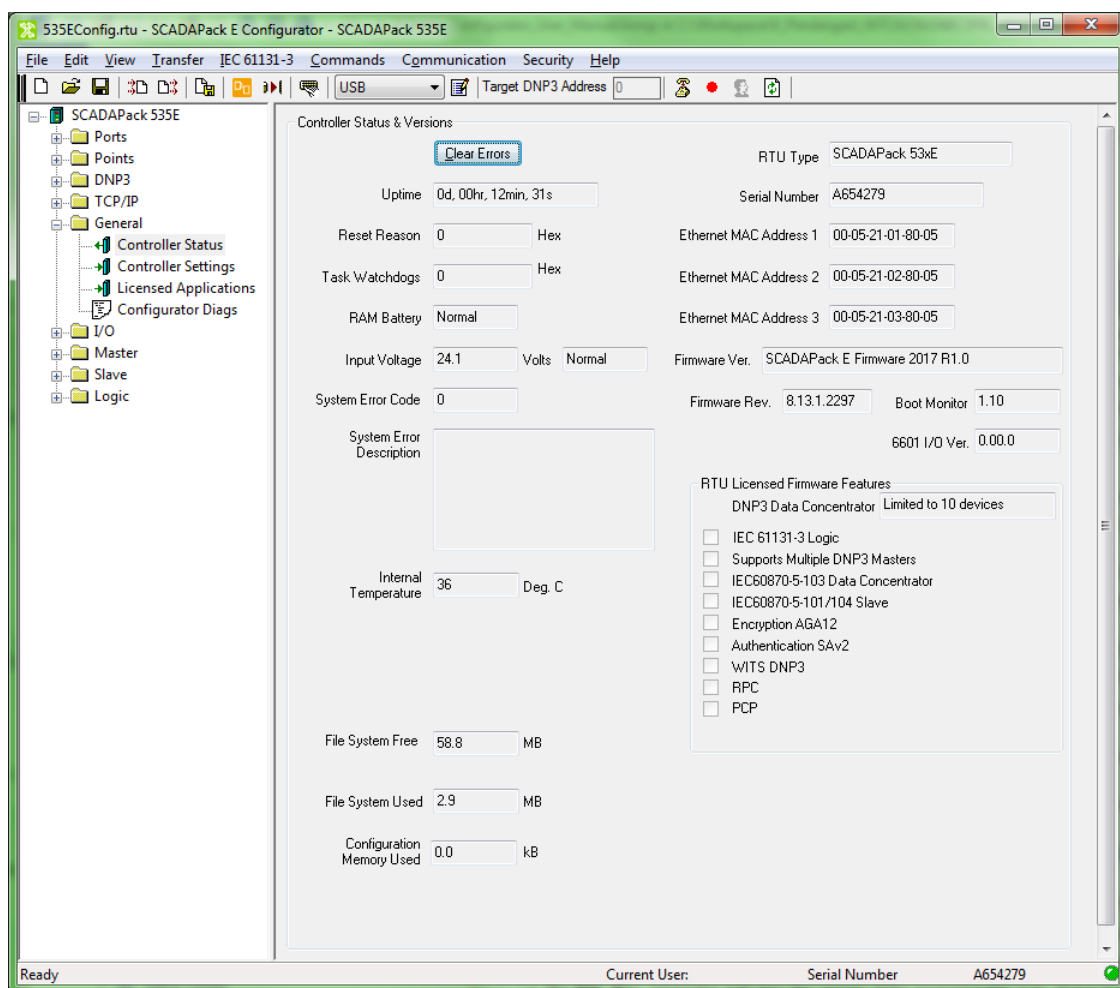 535EConfig.rtu - SCADAPack E Configurator - SCADAPack 535E
File Edit View Transfer IEC 61131-3 Commands Communication Security Help
USB Target DNP3 Address 0
SCADAPack 535E
Ports
Points
DNP3
TCP/IP
General
Controller Status
Controller Settings
Licensed Applications
Configurator Diags
I/O
Master
Slave
Logic
Controller Status & Versions
Clear Errors
RTU Type SCADAPack 53xE
Uptime 0d, 00hr, 12min, 31s
Serial Number A654279
Reset Reason 0 Hex
Ethernet MAC Address 1 00-05-21-01-80-05
Task Watchdogs 0 Hex
Ethernet MAC Address 2 00-05-21-02-80-05
RAM Battery Normal
Ethernet MAC Address 3 00-05-21-03-80-05
Input Voltage 24.1 Volts Normal
Firmware Ver. SCADAPack E Firmware 2017 R1.0
System Error Code 0
Firmware Rev. 8.13.1.2297 Boot Monitor 1.10
System Error
Description
6601 I/O Ver. 0.00.0
RTU Licensed Firmware Features
DNP3 Data Concentrator Limited to 10 devices
IEC 61131-3 Logic
Supports Multiple DNP3 Masters
IEC60870-5-103 Data Concentrator
IEC60870-5-101/104 Slave
Encryption AGA12
Authentication SAv2
WITS DNP3
RPC
PCP
Internal
Temperature 36 Deg. C
File System Free 58.8 MB
File System Used 2.9 MB
Configuration
Memory Used 0.0 kB
Ready Current User: Serial Number A654279